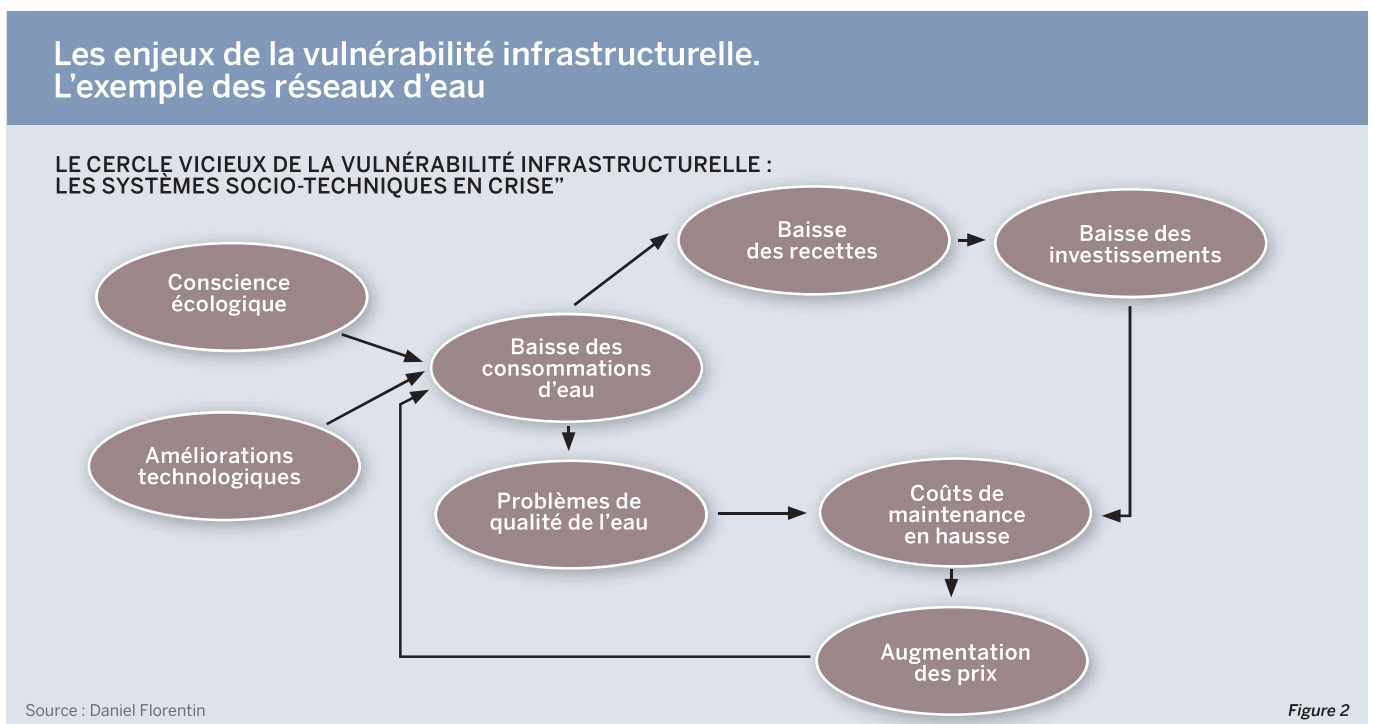 Les enjeux de la vulnérabilité infrastructurelle.
L'exemple des réseaux d'eau
LE CERCLE VICIEUX DE LA VULNÉRABILITÉ INFRASTRUCTURELLE :
LES SYSTÈMES SOCIO-TECHNIQUES EN CRISE”
Conscience
écologique
Améliorations
technologiques
Baisse des
consommations
d'eau
Baisse
des recettes
Baisse des
investissements
Problèmes de
qualité de l'eau
Coûts de
maintenance
en hausse
Augmentation
des prix
Source : Daniel Florentin
Figure 2